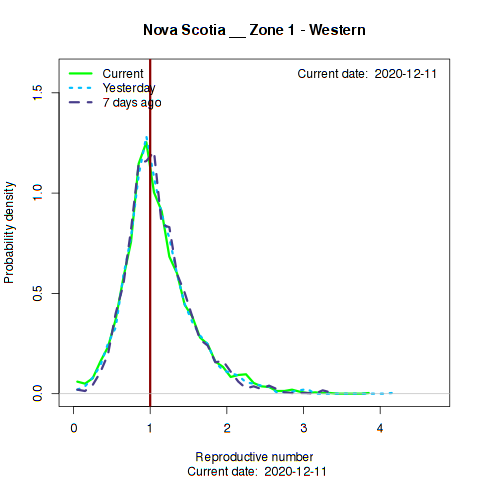 Nova Scotia __ Zone 1 - Western
Current
Yesterday
7 days ago
Current date:  2020-12-11
Probability density
1.5
1.0
0.5
0.0
0
1
2
3
4
Reproductive number
Current date:  2020-12-11